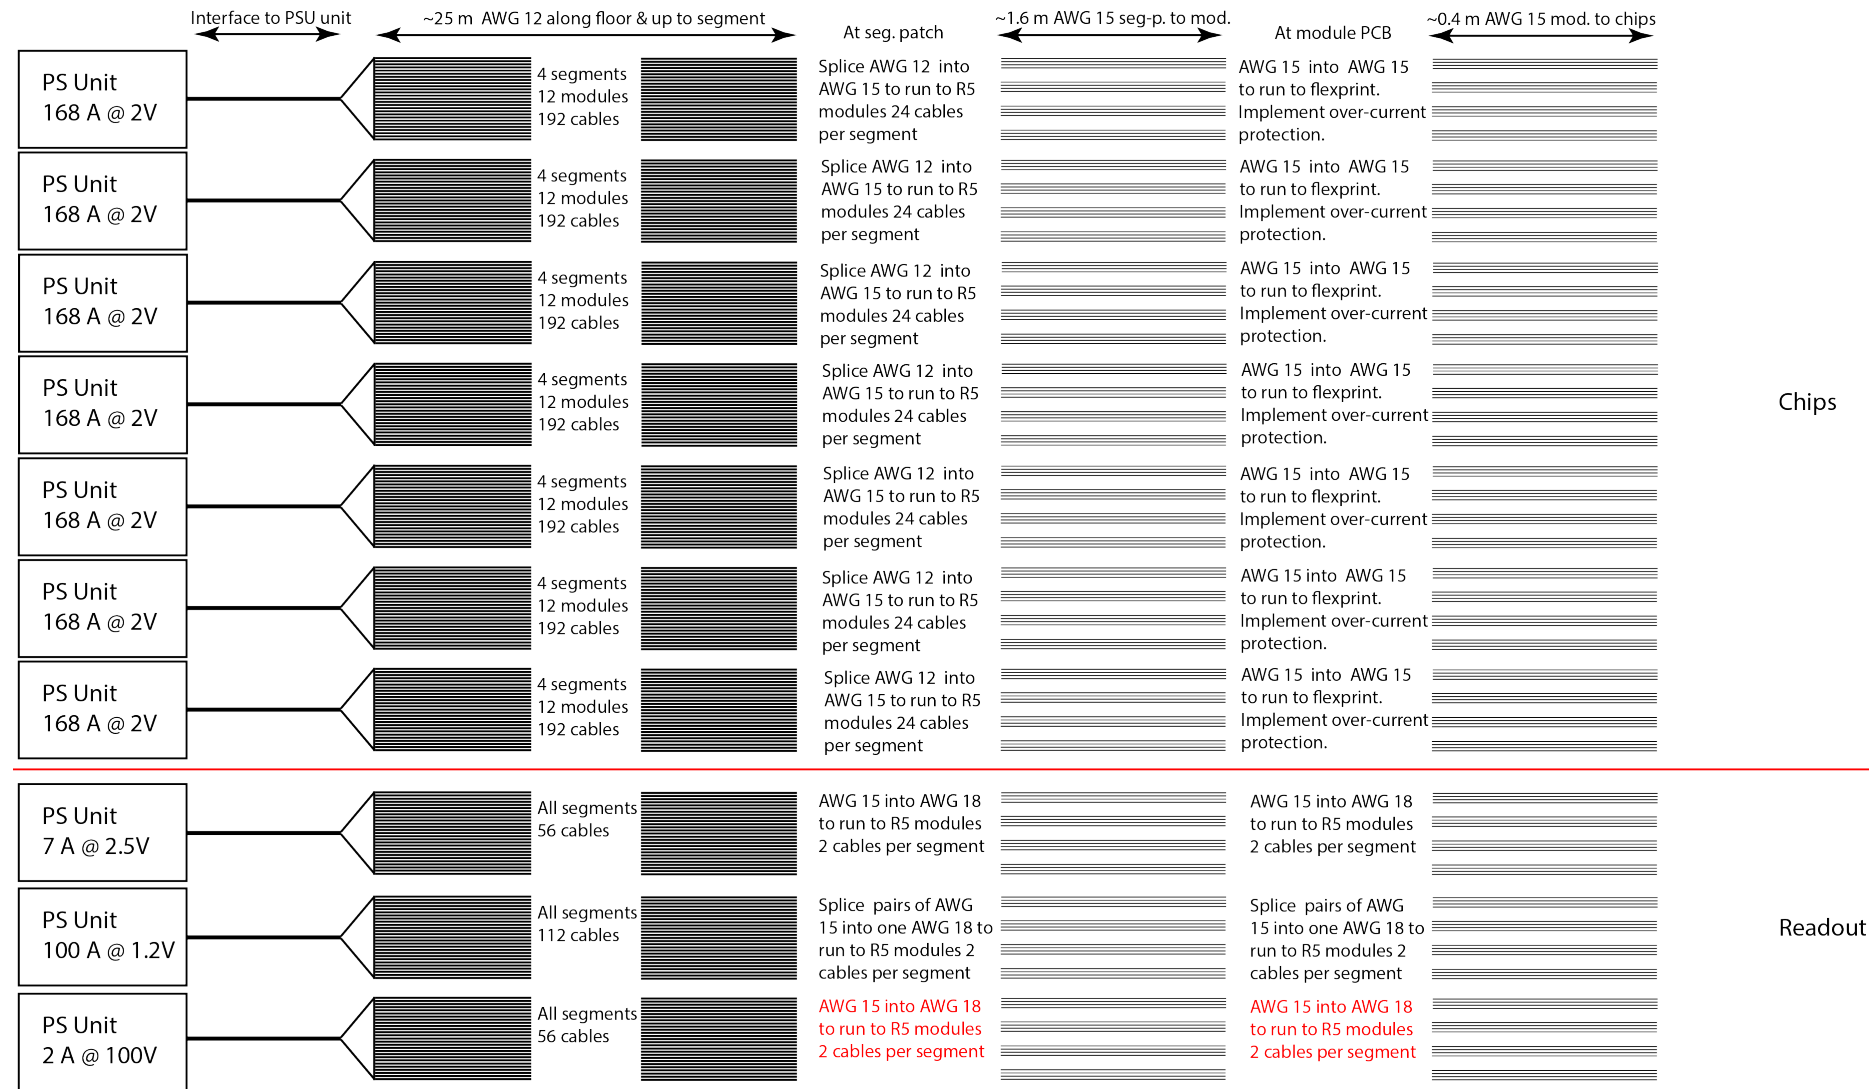 Interface to PSU unit
~25 m AWG 12 along floor & up to segment
At seg. patch
~1.6 m AWG 15 seg-p. to mod.
At module PCB
~0.4 m AWG 15 mod. to chips
PS Unit
168 A @ 2V
4 segments
12 modules
192 cables
Splice AWG 12 into
AWG 15 to run to R5
modules 24 cables
per segment
AWG 15 into AWG 15
to run to flexprint.
Implement over-current
protection.
PS Unit
168 A @ 2V
4 segments
12 modules
192 cables
Splice AWG 12 into
AWG 15 to run to R5
modules 24 cables
per segment
AWG 15 into AWG 15
to run to flexprint.
Implement over-current
protection.
PS Unit
168 A @ 2V
4 segments
12 modules
192 cables
Splice AWG 12 into
AWG 15 to run to R5
modules 24 cables
per segment
AWG 15 into AWG 15
to run to flexprint.
Implement over-current
protection.
PS Unit
168 A @ 2V
4 segments
12 modules
192 cables
Splice AWG 12 into
AWG 15 to run to R5
modules 24 cables
per segment
AWG 15 into AWG 15
to run to flexprint.
Implement over-current
protection.
Chips
PS Unit
168 A @ 2V
4 segments
12 modules
192 cables
Splice AWG 12 into
AWG 15 to run to R5
modules 24 cables
per segment
AWG 15 into AWG 15
to run to flexprint.
Implement over-current
protection.
PS Unit
168 A @ 2V
4 segments
12 modules
192 cables
Splice AWG 12 into
AWG 15 to run to R5
modules 24 cables
per segment
AWG 15 into AWG 15
to run to flexprint.
Implement over-current
protection.
PS Unit
168 A @ 2V
4 segments
12 modules
192 cables
Splice AWG 12 into
AWG 15 to run to R5
modules 24 cables
per segment
AWG 15 into AWG 15
to run to flexprint.
Implement over-current
protection.
PS Unit
7 A @ 2.5V
All segments
56 cables
AWG 15 into AWG 18
to run to R5 modules
2 cables per segment
AWG 15 into AWG 18
to run to R5 modules
2 cables per segment
PS Unit
100 A @ 1.2V
All segments
112 cables
Splice pairs of AWG
15 into one AWG 18 to
run to R5 modules 2
cables per segment
Splice pairs of AWG
15 into one AWG 18 to
run to R5 modules 2
cables per segment
Readout
PS Unit
2 A @ 100V
All segments
56 cables
AWG 15 into AWG 18
to run to R5 modules
2 cables per segment
AWG 15 into AWG 18
to run to R5 modules
2 cables per segment